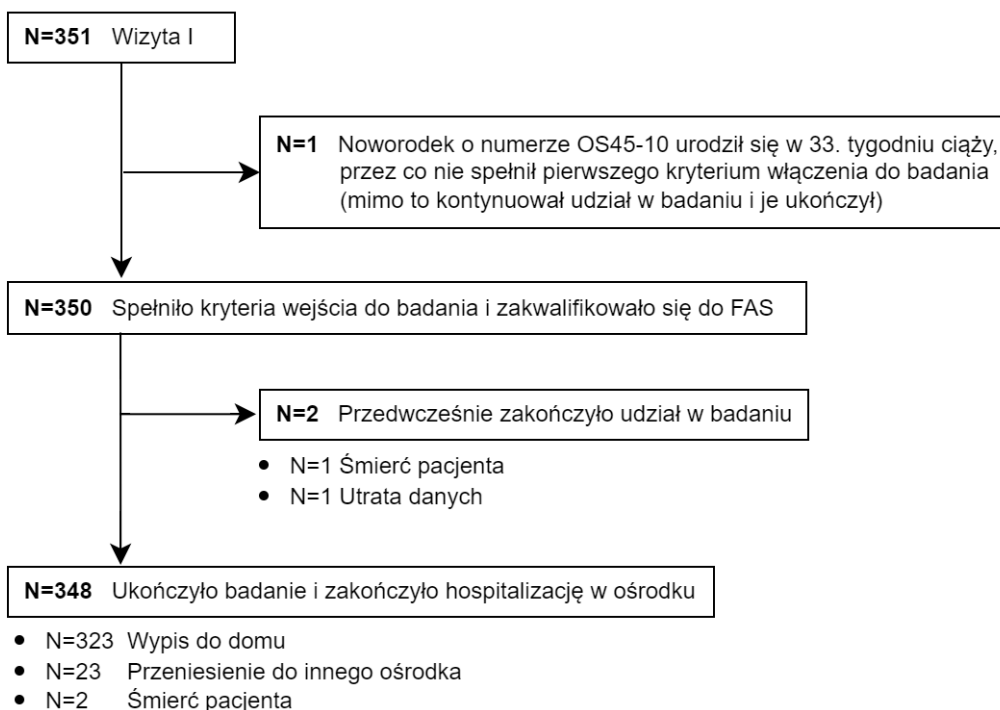 N=351 Wizyta I
N=1 Noworodek o numerze OS45-10 urodził się w 33. tygodniu ciąży,
przez co nie spełnił pierwszego kryterium włączenia do badania
(mimo to kontynuował udział w badaniu i je ukończył)
N=350 Spełniło kryteria wejścia do badania i zakwalifikowało się do FAS
N=2 Przedwcześnie zakończyło udział w badaniu
• N=1 Śmierć pacjenta
• N=1 Utrata danych
N=348 Ukończyło badanie i zakończyło hospitalizację w ośrodku
• N=323 Wypis do domu
• N=23 Przeniesienie do innego ośrodka
• N=2 Śmierć pacjenta